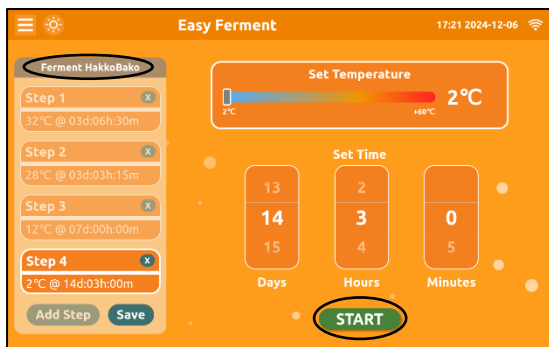 Easy Ferment
17:21 2024-12-06
Ferment HakkoBako
Step 1 X
32°C @ 03d:06h:30m
Step 2 X
28°C @ 03d:03h:15m
Step 3 X
12°C @ 07d:00h:00m
Step 4 X
2°C @ 14d:03h:00m
Add Step Save
Set Temperature
2°C
2°C +60°C
Set Time
13 2
14 3 0
15 4 5
Days Hours Minutes
START